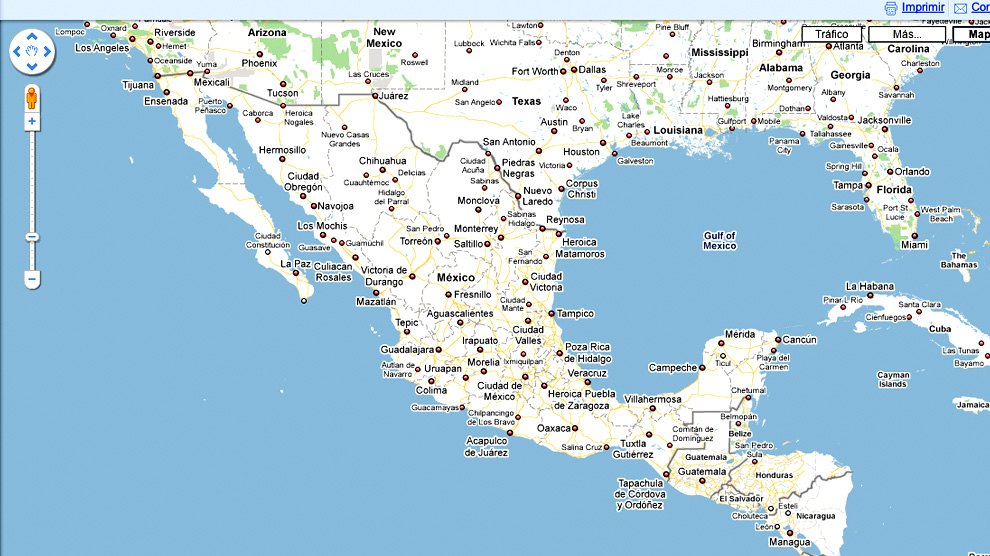 Imprimir
Cor
Tráfico
Más...
Map
Lompoc
Oxnard
Riverside
Los Angeles
Hemet
Oceanside
Yuma
Tijuana
Mexicali
Ensenada
Puerto
Peñasco
Arizona
Phoenix
Tucson
Heroica
Nogales
Caborca
New
Mexico
Roswell
Las Cruces
Juárez
Nuevo Casas
Grandes
Lawton
Lubbock
Wichita Falls
Denton
Fort Worth
Dallas
Midland
Tyler
San Angelo
Texas
Waco
Austin
Bryan
San Antonio
Houston
Galveston
Victoria
Corpus
Christi
Pine Bluff
Mississippi
Monroe
Shreveport
Jackson
Hattiesburg
Lake
Charles
Beaumont
Louisiana
Gulfport
Mobile
Birmingham
Alabama
Montgomery
Dothan
Atlanta
Georgia
Albany
Valdosta
Tallahassee
Panama
City
Fayetteville
Carolina
Charleston
Savannah
Jacksonville
Gainesville
Ocala
Spring Hill
Orlando
Tampa
Florida
Sarasota
Port St
Lucie
West Palm
Beach
Miami
The
Bahamas
Hermosillo
Ciudad
Obregón
Navojoa
Los Mochis
Guasave
Guamuchil
Ciudad
Constitución
La Paz
Culiacan
Rosales
Chihuahua
Cuauhtémoc
Delicias
Hidalgo
del Parral
Ciudad
Acuña
Piedras
Negras
Sabinas
Monclova
Nuevo
Laredo
Sabinas
Hidalgo
Reynosa
Heroica
Matamoros
San Pedro
Torreón
Monterrey
Saltillo
San
Fernando
Victoria de
Durango
Mazatlán
México
Fresnillo
Ciudad
Victoria
Ciudad
Mante
Tampico
Tepic
Aguascalientes
Ciudad
Valles
Guadalajara
Irapuato
Ixmiquilpan
Poza Rica
de Hidalgo
Autlan de
Navarro
Uruapan
Morelia
Colima
Ciudad de
México
Veracruz
Heroica Puebla
de Zaragoza
Guacamayas
Chilpancingo
de Los Bravo
Acapulco
de Juárez
Oaxaca
Salina Cruz
Villahermosa
Tuxtla
Gutiérrez
Comitán de
Domínguez
Tapachula
de Córdova
y Ordóñez
Gulf of
Mexico
Mérida
Cancún
Ticul
Playa del
Carmen
Campeche
Chetumal
Belmopán
Belize
San Pedro
Sula
Guatemala
Guatemala
Honduras
El Salvador
Choluteca
Estelí
León
Nicaragua
Managua
La Habana
Pinar L Rio
Santa Clara
Cienfuegos
Cuba
Las Tunas
Bayamo
Cayman
Islands
Jamaica